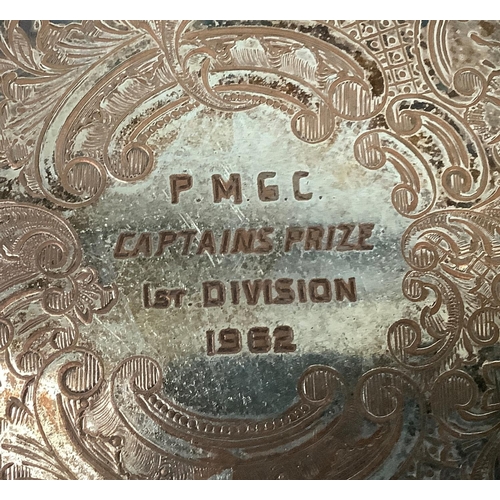 P.M.G.C.
CAPTAINS PRIZE
1ST. DIVISION
1962